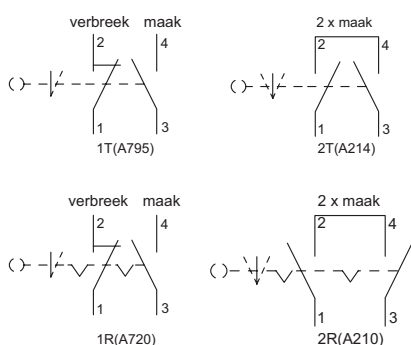 verbreek maak
2 4
1 3
1T(A795)
2 x maak
2 4
1 3
2T(A214)
verbreek maak
2 4
1 3
1R(A720)
2 x maak
2 4
1 3
2R(A210)